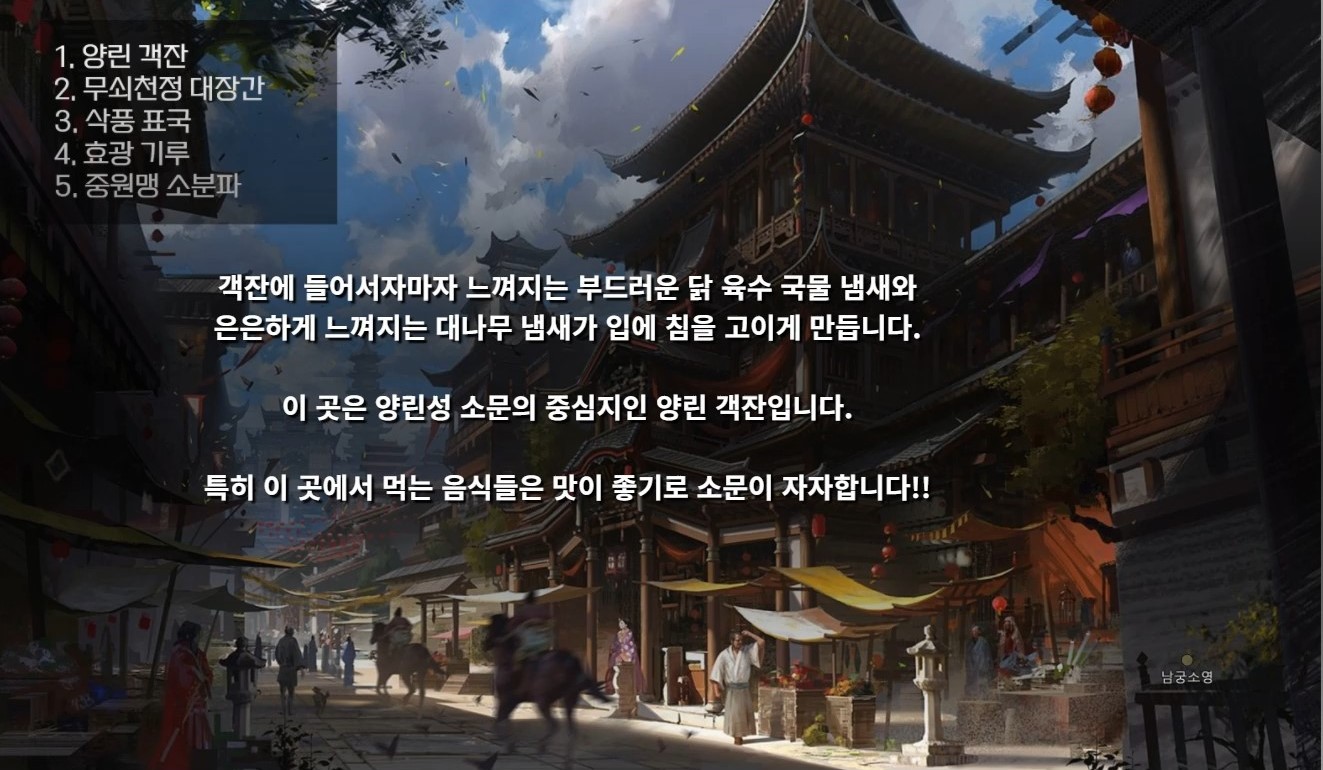 1. 양린 객잔
2. 무쇠천정 대장간
3. 삭풍 표국
4. 효광 기루
5. 중원맹 소분파
객잔에 들어서자마자 느껴지는 부드러운 닭 육수 국물 냄새와
은은하게 느껴지는 대나무 냄새가 입에 침을 고이게 만듭니다.
이 곳은 양린성 소문의 중심지인 양린 객잔입니다.
특히 이 곳에서 먹는 음식들은 맛이 좋기로 소문이 자자합니다!!
남궁소영